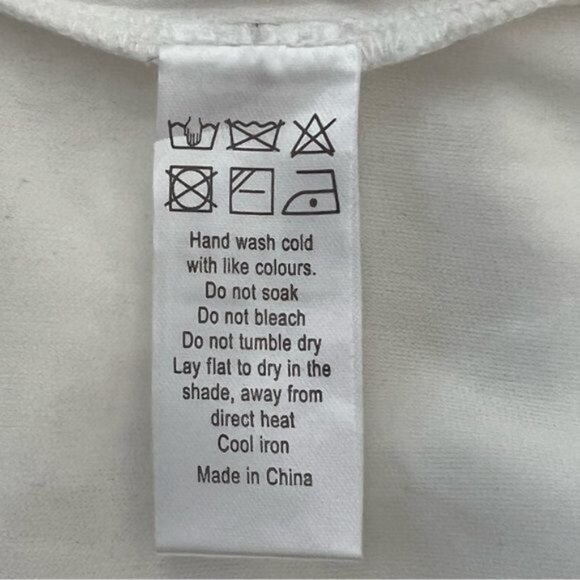 Hand wash cold
with like colours.
Do not soak
Do not bleach
Do not tumble dry
Lay flat to dry in the
shade, away from
direct heat
Cool iron
Made in China